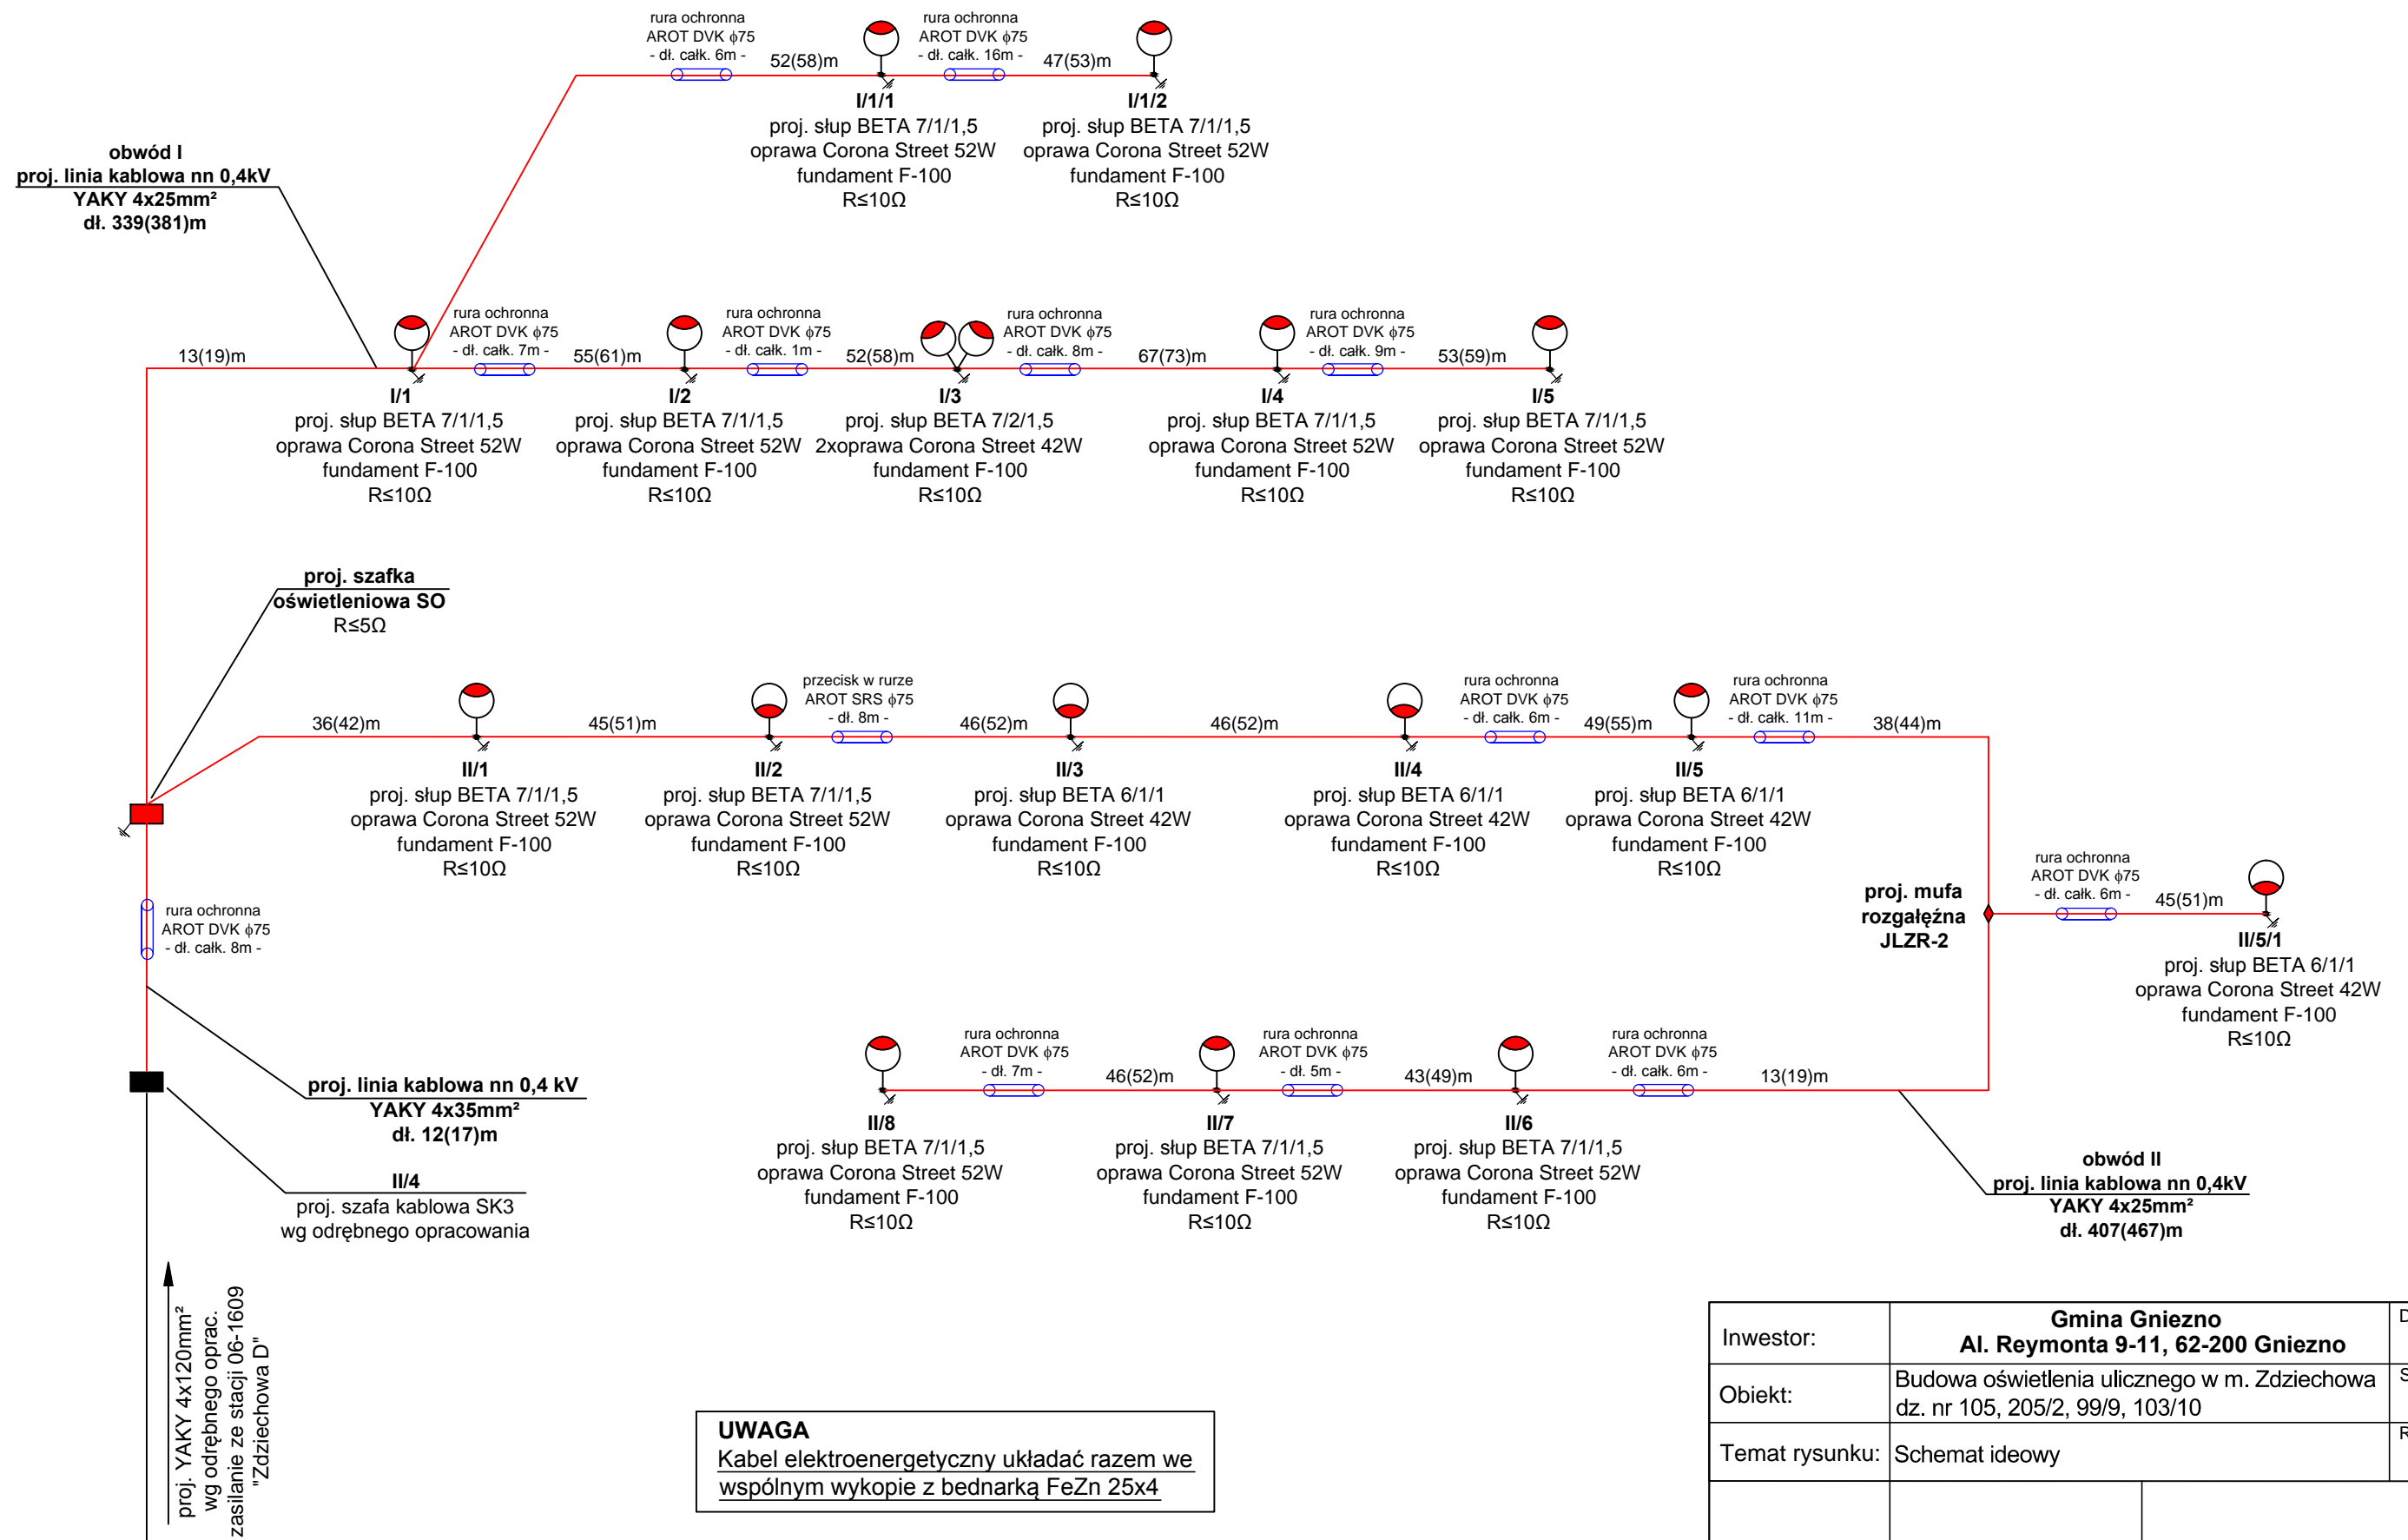 rura ochronna
AROT DVK ϕ75
- dł. całk. 6m -
52(58)m
rura ochronna
AROT DVK ϕ75
- dł. całk. 16m -
47(53)m
I/1/1
proj. słup BETA 7/1/1,5
oprawa Corona Street 52W
fundament F-100
R≤10Ω
I/1/2
proj. słup BETA 7/1/1,5
oprawa Corona Street 52W
fundament F-100
R≤10Ω
obwód I
proj. linia kablowa nn 0,4kV
YAKY 4x25mm²
dł. 339(381)m
13(19)m
rura ochronna
AROT DVK ϕ75
- dł. całk. 7m -
55(61)m
rura ochronna
AROT DVK ϕ75
- dł. całk. 1m -
52(58)m
rura ochronna
AROT DVK ϕ75
- dł. całk. 8m -
67(73)m
rura ochronna
AROT DVK ϕ75
- dł. całk. 9m -
53(59)m
I/1
proj. słup BETA 7/1/1,5
oprawa Corona Street 52W
fundament F-100
R≤10Ω
I/2
proj. słup BETA 7/1/1,5
oprawa Corona Street 52W
fundament F-100
R≤10Ω
I/3
proj. słup BETA 7/2/1,5
2xoprawa Corona Street 42W
fundament F-100
R≤10Ω
I/4
proj. słup BETA 7/1/1,5
oprawa Corona Street 52W
fundament F-100
R≤10Ω
I/5
proj. słup BETA 7/1/1,5
oprawa Corona Street 52W
fundament F-100
R≤10Ω
proj. szafka
oświetleniowa SO
R≤5Ω
36(42)m
45(51)m
przecisk w rurze
AROT SRS ϕ75
- dł. 8m -
46(52)m
46(52)m
rura ochronna
AROT DVK ϕ75
- dł. całk. 6m -
49(55)m
rura ochronna
AROT DVK ϕ75
- dł. całk. 11m -
38(44)m
II/1
proj. słup BETA 7/1/1,5
oprawa Corona Street 52W
fundament F-100
R≤10Ω
II/2
proj. słup BETA 7/1/1,5
oprawa Corona Street 52W
fundament F-100
R≤10Ω
II/3
proj. słup BETA 6/1/1
oprawa Corona Street 42W
fundament F-100
R≤10Ω
II/4
proj. słup BETA 6/1/1
oprawa Corona Street 42W
fundament F-100
R≤10Ω
II/5
proj. słup BETA 6/1/1
oprawa Corona Street 42W
fundament F-100
R≤10Ω
proj. mufa
rozgałęźna
JLZR-2
rura ochronna
AROT DVK ϕ75
- dł. całk. 6m -
45(51)m
II/5/1
proj. słup BETA 6/1/1
oprawa Corona Street 42W
fundament F-100
R≤10Ω
rura ochronna
AROT DVK ϕ75
- dł. całk. 8m -
proj. linia kablowa nn 0,4 kV
YAKY 4x35mm²
dł. 12(17)m
II/4
proj. szafa kablowa SK3
wg odrębnego opracowania
rura ochronna
AROT DVK ϕ75
- dł. 7m -
46(52)m
rura ochronna
AROT DVK ϕ75
- dł. 5m -
43(49)m
rura ochronna
AROT DVK ϕ75
- dł. całk. 6m -
13(19)m
II/8
proj. słup BETA 7/1/1,5
oprawa Corona Street 52W
fundament F-100
R≤10Ω
II/7
proj. słup BETA 7/1/1,5
oprawa Corona Street 52W
fundament F-100
R≤10Ω
II/6
proj. słup BETA 7/1/1,5
oprawa Corona Street 52W
fundament F-100
R≤10Ω
obwód II
proj. linia kablowa nn 0,4kV
YAKY 4x25mm²
dł. 407(467)m
proj. YAKY 4x120mm²
wg odrębnego oprac.
zasilanie ze stacji 06-1609
"Zdziechowa D"
UWAGA
Kabel elektroenergetyczny układać razem we
wspólnym wykopie z bednarką FeZn 25x4
Inwestor:
Gmina Gniezno
Al. Reymonta 9-11, 62-200 Gniezno
Obiekt:
Budowa oświetlenia ulicznego w m. Zdziechowa
dz. nr 105, 205/2, 99/9, 103/10
Temat rysunku:
Schemat ideowy